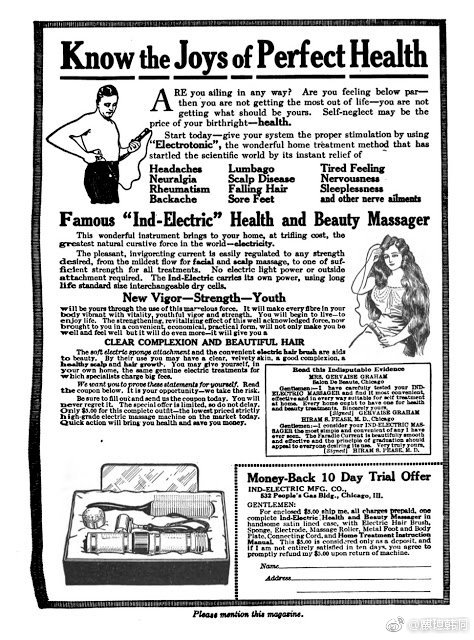 Know the Joys of Perfect Health
ARE you ailing in any way? Are you feeling below par—
then you are not getting the most out of life—you are not
getting what should be yours. Self-neglect may be the
price of your birthright—health.
Start today—give your system the proper stimulation by using
"Electrotonic", the wonderful home treatment method that has
startled the scientific world by its instant relief of
Headaches Lumbago Tired Feeling
Neuralgia Scalp Disease Nervousness
Rheumatism Falling Hair Sleeplessness
Backache Sore Feet and other nerve ailments
Famous "Ind-Electric" Health and Beauty Massager
This wonderful instrument brings to your home, at trifling cost, the
greatest natural curative force in the world—electricity.
The pleasant, invigorating current is easily regulated to any strength
desired, from the mildest flow for facial and scalp massage, to one of suf-
ficient strength for all treatments. No electric light power or outside
attachment required. The Ind-Electric carries its own power, using long
life standard size interchangeable dry cells.
New Vigor—Strength—Youth
will be yours through the use of this marvelous force. It will make every fibre in your
body vibrant with vitality, youthful vigor and strength. You will begin to live—to
enjoy life. The strengthening, vitalizing effect of this well acknowledged force, now
brought to you in a convenient, economical, practical form, will not only make you be
well and feel well but it will do even more—it will give you a
CLEAR COMPLEXION AND BEAUTIFUL HAIR
The soft electric sponge attachment and the convenient electric hair brush are aids
to beauty. By their use you may have a clear, velvety skin, a good complexion, a
healthy scalp and hair growth. You may give yourself, in
your own home, the same genuine electric treatments for
which specialists charge big fees.
We want you to prove these statements for yourself. Read
the coupon below. It is your opportunity—we take the risk.
Be sure to fill out and send us the coupon today. You will
never regret it. The special offer is limited, so do not delay.
Only $5.00 for this complete outfit—the lowest priced strictly
high-grade electric massage machine on the market today.
Quick action will bring you health and save you money.
Read this Indisputable Evidence
MRS. GERVAISE GRAHAM
Salon De Beaute, Chicago
Gentlemen:—I have carefully tested your IND-
ELECTRIC MASSAGER and find it most convenient,
effective and in every way suitable for self treatment
at home. Every home ought to have one for health
and beauty treatments. Sincerely yours,
[Signed] GERVAISE GRAHAM
HIRAM S. PEASE, M. D., Chicago
Gentlemen:—I consider your IND-ELECTRIC MAS-
SAGER the most simple and convenient of any I have
ever seen. The Faradic Current is beautifully smooth
and effective and the principle of graduation should
appeal to everyone desiring its use. Very truly yours,
[Signed] HIRAM S. PEASE, M. D.
Money-Back 10 Day Trial Offer
IND-ELECTRIC MFG. CO.,
532 People's Gas Bldg., Chicago, Ill.
GENTLEMEN:
For enclosed $5.00 ship me, all charges prepaid, one
complete Ind-Electric Health and Beauty Massager in
handsome satin lined case, with Electric Hair Brush,
Sponge, Electrode, Massage Roller, Metal Foot and Body
Plate, Connecting Cord, and Home Treatment Instruction
Manual. This $5.00 is considered only as a deposit, and
if I am not entirely satisfied in ten days, you agree to
promptly refund my $5.00 upon return of machine.
Name
Address
Please mention this magazine.